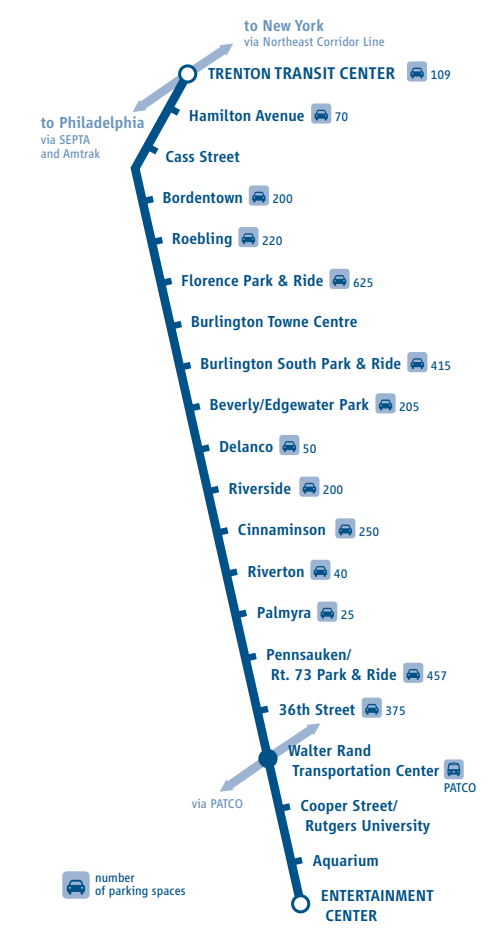 to New York
via Northeast Corridor Line
TRENTON TRANSIT CENTER 109
to Philadelphia
via SEPTA
and Amtrak
Hamilton Avenue 70
Cass Street
Bordentown 200
Roebling 220
Florence Park & Ride 625
Burlington Towne Centre
Burlington South Park & Ride 415
Beverly/Edgewater Park 205
Delanco 50
Riverside 200
Cinnaminson 250
Riverton 40
Palmyra 25
Pennsauken/
Rt. 73 Park & Ride 457
36th Street 375
Walter Rand
Transportation Center
PATCO
via PATCO
Cooper Street/
Rutgers University
Aquarium
number
of parking spaces
ENTERTAINMENT
CENTER